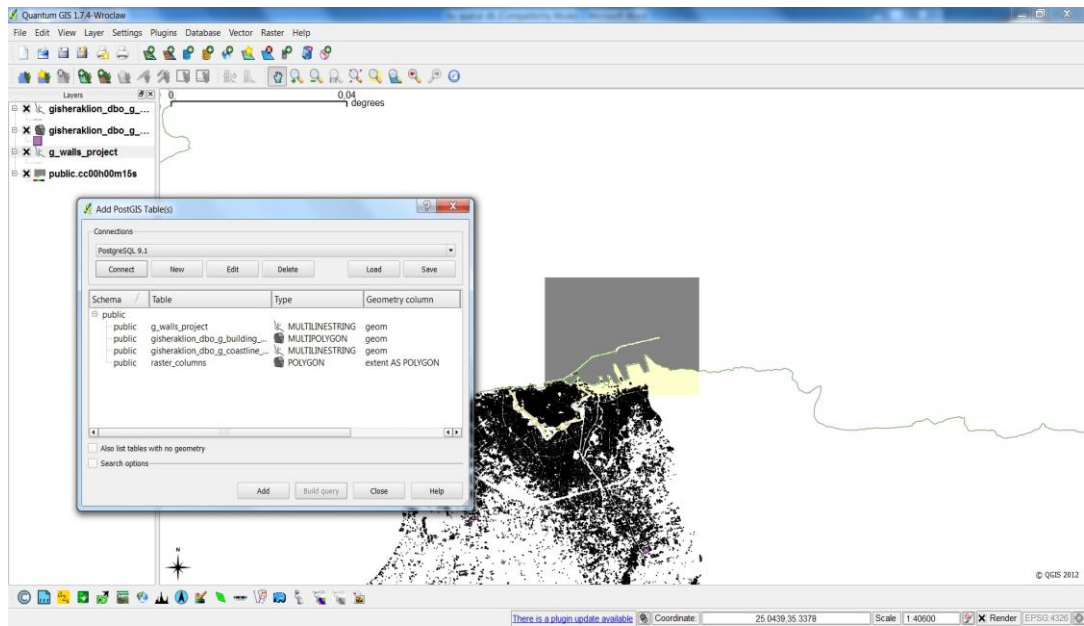 Quantum GIS 1.7.4-Wroclaw
File Edit View Layer Settings Plugins Database Vector Raster Help
Layers
gisheraklion_dbo_g_...
gisheraklion_dbo_g_...
g_walls_project
public.cc00h00m15s
0 0,04
degrees
Add PostGIS Table(s)
Connections
PostgreSQL 9.1
Connect New Edit Delete Load Save
Schema Table Type Geometry column
public
public g_walls_project MULTILINESTRING geom
public gisheraklion_dbo_g_building_... MULTIPOLYGON geom
public gisheraklion_dbo_g_coastline_... MULTILINESTRING geom
public raster_columns POLYGON extent AS POLYGON
Also list tables with no geometry
Search options
Add Build query Close Help
N
© QGIS 2012
There is a plugin update available Coordinate: 25.0439,35.3378 Scale 1:40600 Render EPSG:4326